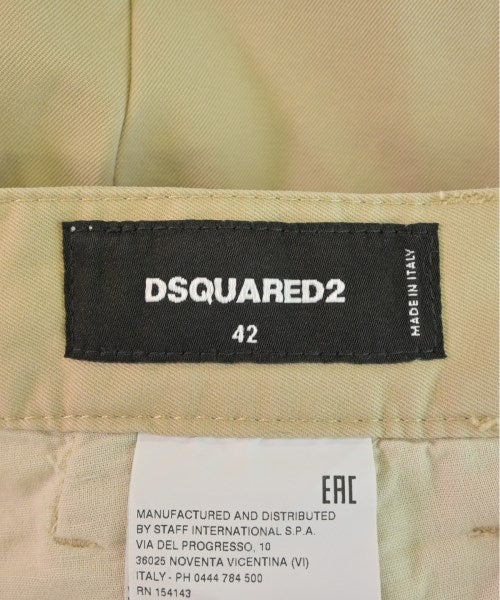 DSQUARED2
42
MADE IN ITALY
EAC
MANUFACTURED AND DISTRIBUTED
BY STAFF INTERNATIONAL S.P.A.
VIA DEL PROGRESSO, 10
36025 NOVENTA VICENTINA (VI)
ITALY - PH 0444 784 500
RN 154143